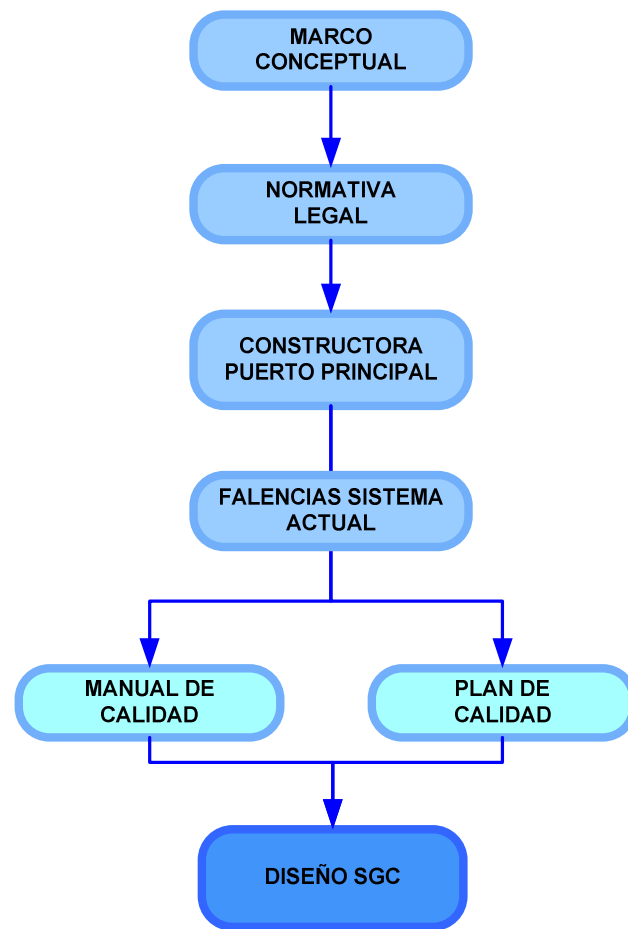 MARCO
CONCEPTUAL
NORMATIVA
LEGAL
CONSTRUCTORA
PUERTO PRINCIPAL
FALENCIAS SISTEMA
ACTUAL
MANUAL DE
CALIDAD
PLAN DE
CALIDAD
DISEÑO SGC